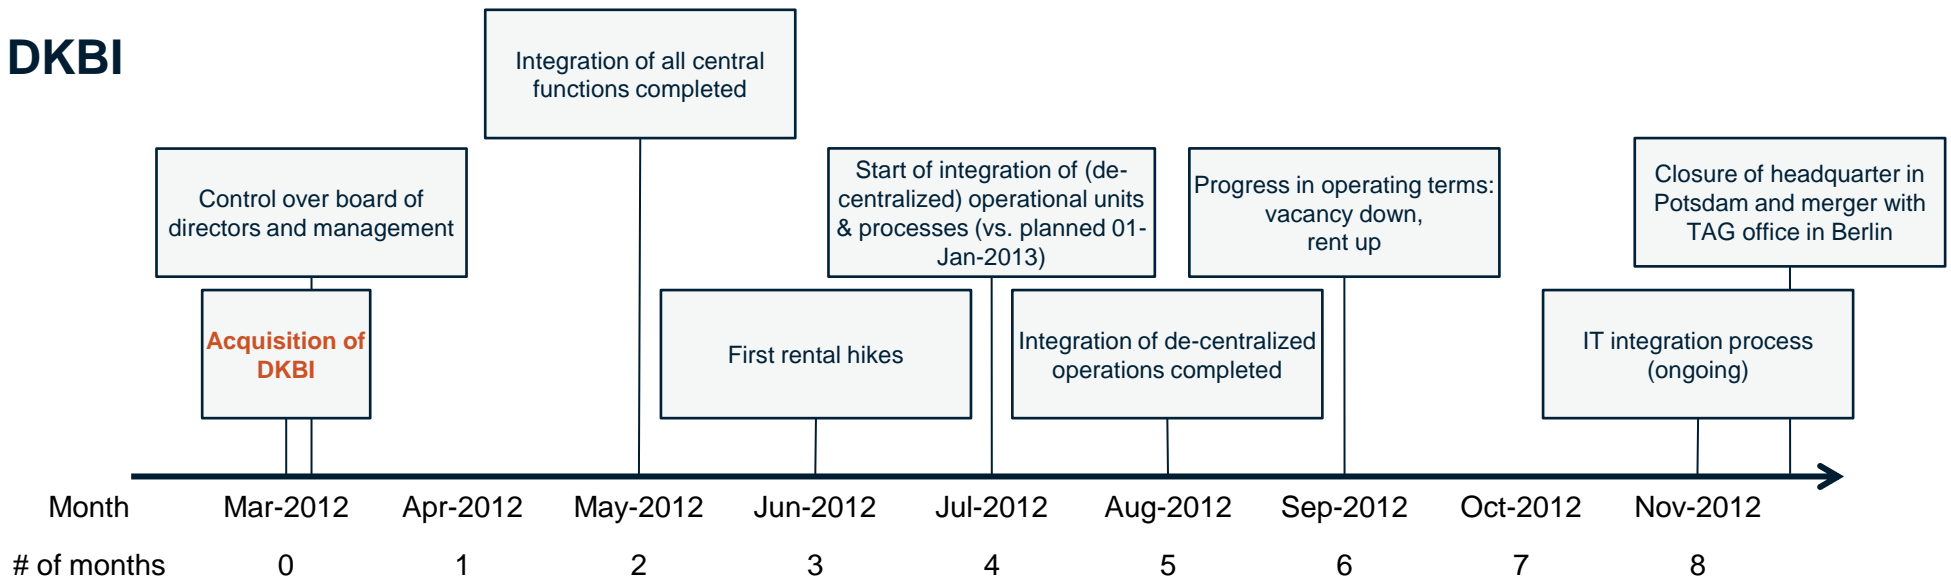 DKBI
Integration of all central
functions completed
Control over board of
directors and management
Start of integration of (de-
centralized) operational units
& processes (vs. planned 01-
Jan-2013)
Progress in operating terms:
vacancy down,
rent up
Closure of headquarter in
Potsdam and merger with
TAG office in Berlin
Acquisition of
DKBI
First rental hikes
Integration of de-centralized
operations completed
IT integration process
(ongoing)
Month Mar-2012 Apr-2012 May-2012 Jun-2012 Jul-2012 Aug-2012 Sep-2012 Oct-2012 Nov-2012
# of months 0 1 2 3 4 5 6 7 8